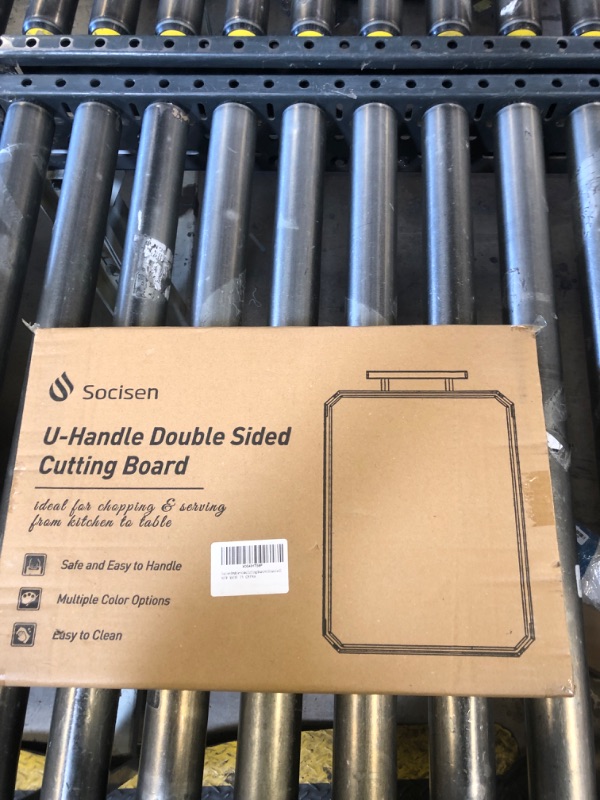 Socisen
U-Handle Double Sided
Cutting Board
ideal for chopping & serving
from kitchen to table
Safe and Easy to Handle
Multiple Color Options
Easy to Clean